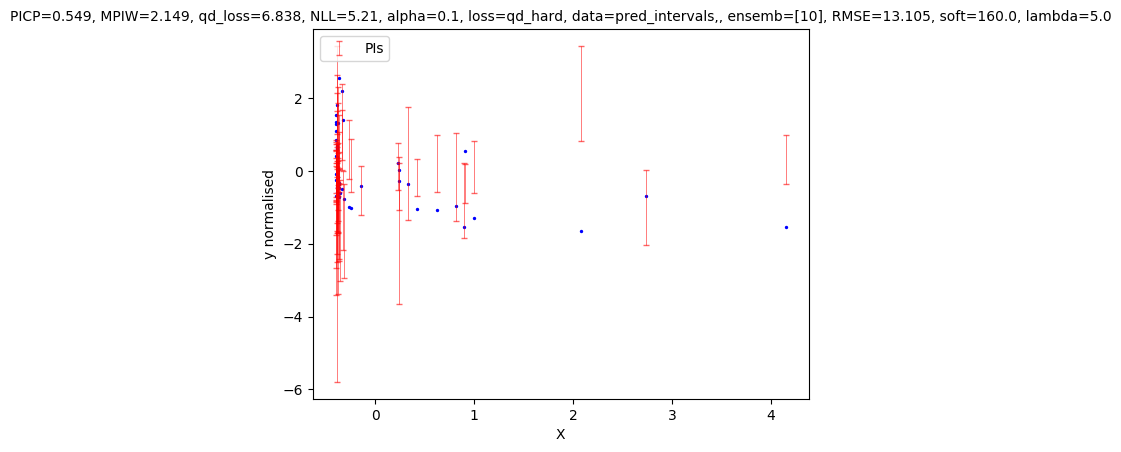 PICP=0.549, MPIW=2.149, qd_loss=6.838, NLL=5.21, alpha=0.1, loss=qd_hard, data=pred_intervals,, ensemb=[10], RMSE=13.105, soft=160.0, lambda=5.0
PIs
2
0
−2
−4
−6
y normalised
0 1 2 3 4
X